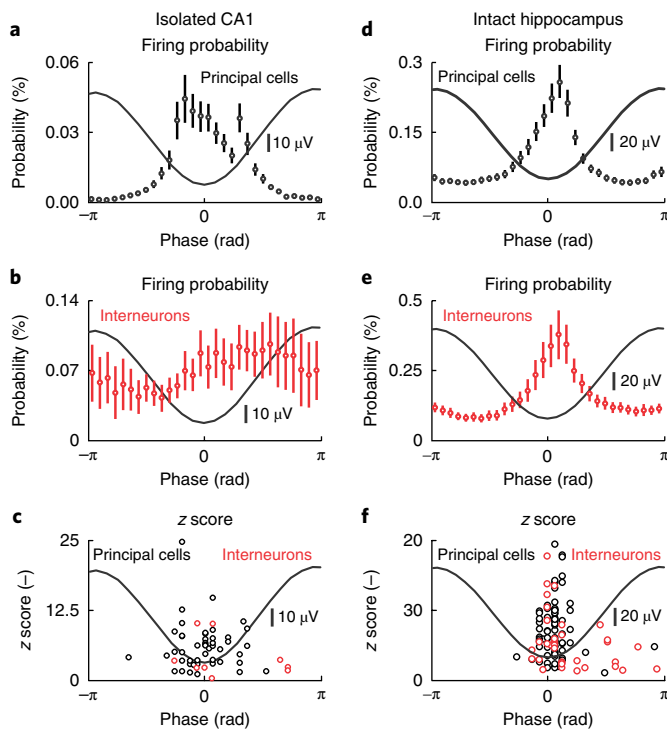 Isolated CA1
Intact hippocampus
a
Firing probability
Principal cells
0.06
0.03
0.00
Probability (%)
10 μV
−π
0
π
Phase (rad)
d
Firing probability
Principal cells
0.3
0.15
0.00
Probability (%)
20 μV
−π
0
π
Phase (rad)
b
Firing probability
Interneurons
0.14
0.07
0
Probability (%)
10 μV
−π
0
π
Phase (rad)
e
Firing probability
Interneurons
0.5
0.25
0
Probability (%)
20 μV
−π
0
π
Phase (rad)
c
z score
Principal cells
Interneurons
25
12.5
0
z score (–)
10 μV
−π
0
π
Phase (rad)
f
z score
Principal cells
Interneurons
20
30
0
z score (–)
20 μV
−π
0
π
Phase (rad)